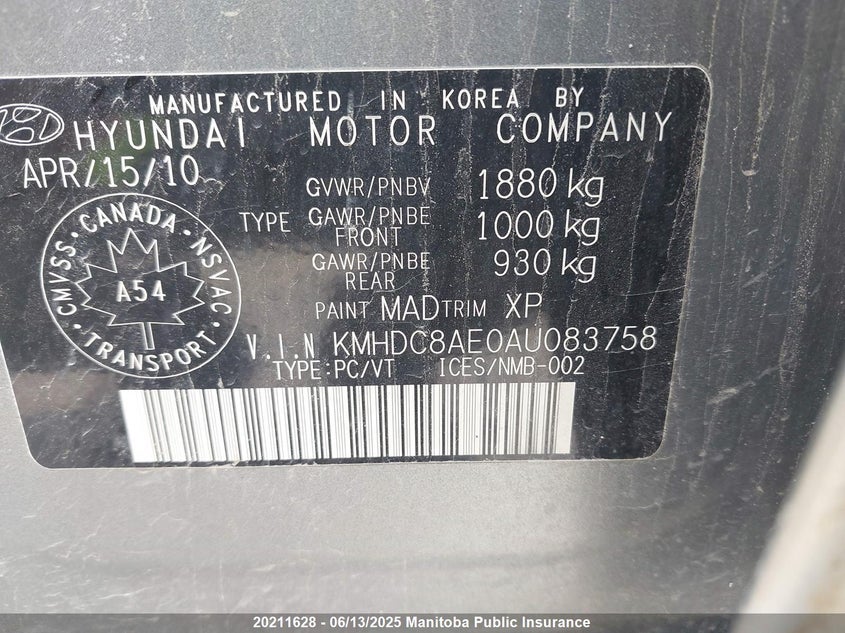 MANUFACTURED IN KOREA BY
HYUNDAI MOTOR COMPANY
APR/15/10
GVWR/PNBV 1880 kg
TYPE GAWR/PNBE FRONT 1000 kg
GAWR/PNBE REAR 930 kg
PAINT MAD TRIM XP
CANADA · NSVAC · TRANSPORT · CMVSS ·
A54
V.I.N KMHDC8AE0AU083758
TYPE:PC/VT ICES/NMB-002
20211628 - 06/13/2025 Manitoba Public Insurance